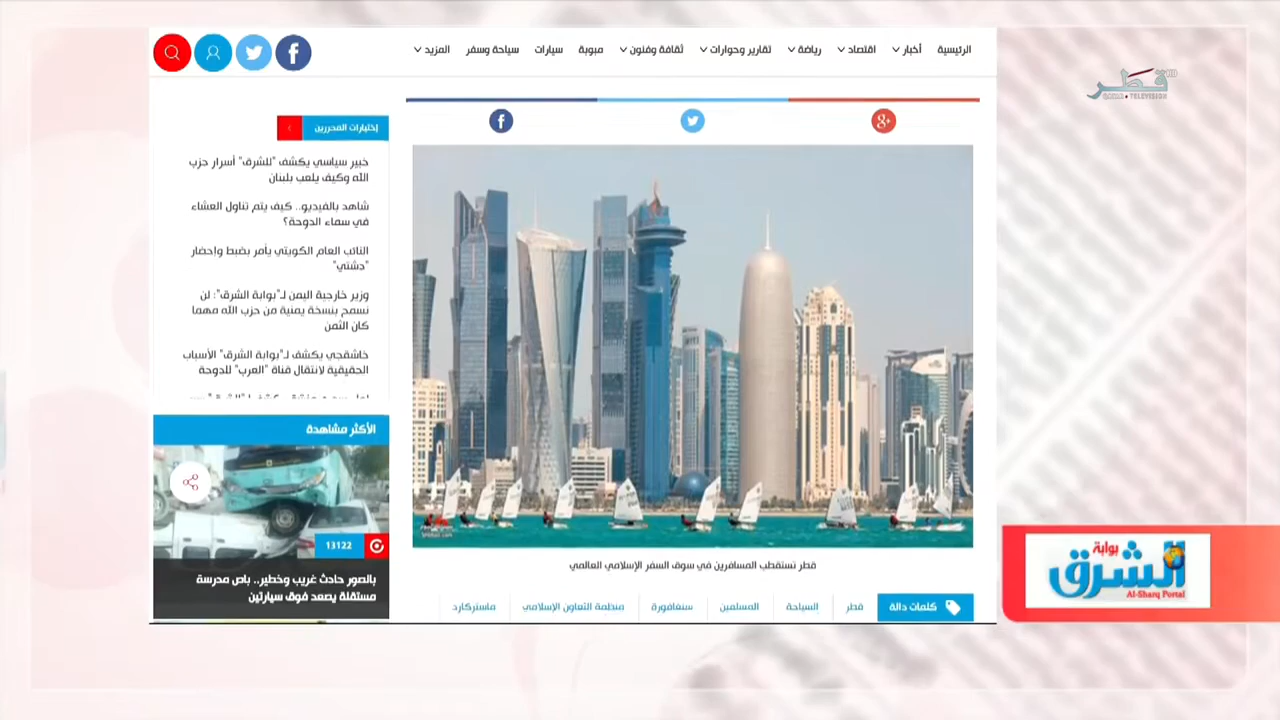 الرئيسية
أخبار
اقتصاد
رياضة
تقارير وحوارات
ثقافة وفنون
مبوبة
سيارات
سياحة وسفر
المزيد
قطر
QATAR TELEVISION
إختيارات المحررين
خبير سياسي يكشف "للشرق" أسرار حزب
الله وكيف يلعب بلبنان
شاهد بالفيديو.. كيف يتم تناول العشاء
في سماء الدوحة؟
النائب العام الكويتي يأمر بضبط وإحضار
"دشتي"
وزير خارجية اليمن لـ"بوابة الشرق": لن
نسمح بنسخة يمنية من حزب الله مهما
كان الثمن
خاشقجي يكشف لـ"بوابة الشرق" الأسباب
الحقيقية لانتقال قناة "العرب" للدوحة
الأكثر مشاهدة
13122
بالصور حادث غريب وخطير.. باص مدرسة
مستقلة يصعد فوق سيارتين
قطر تستقطب المسافرين في سوق السفر الإسلامي العالمي
كلمات دالة
قطر
السياحة
المسلمين
سنغافورة
منظمة التعاون الإسلامي
ماستركارد
بوابة
الشرق
Al-Sharq Portal